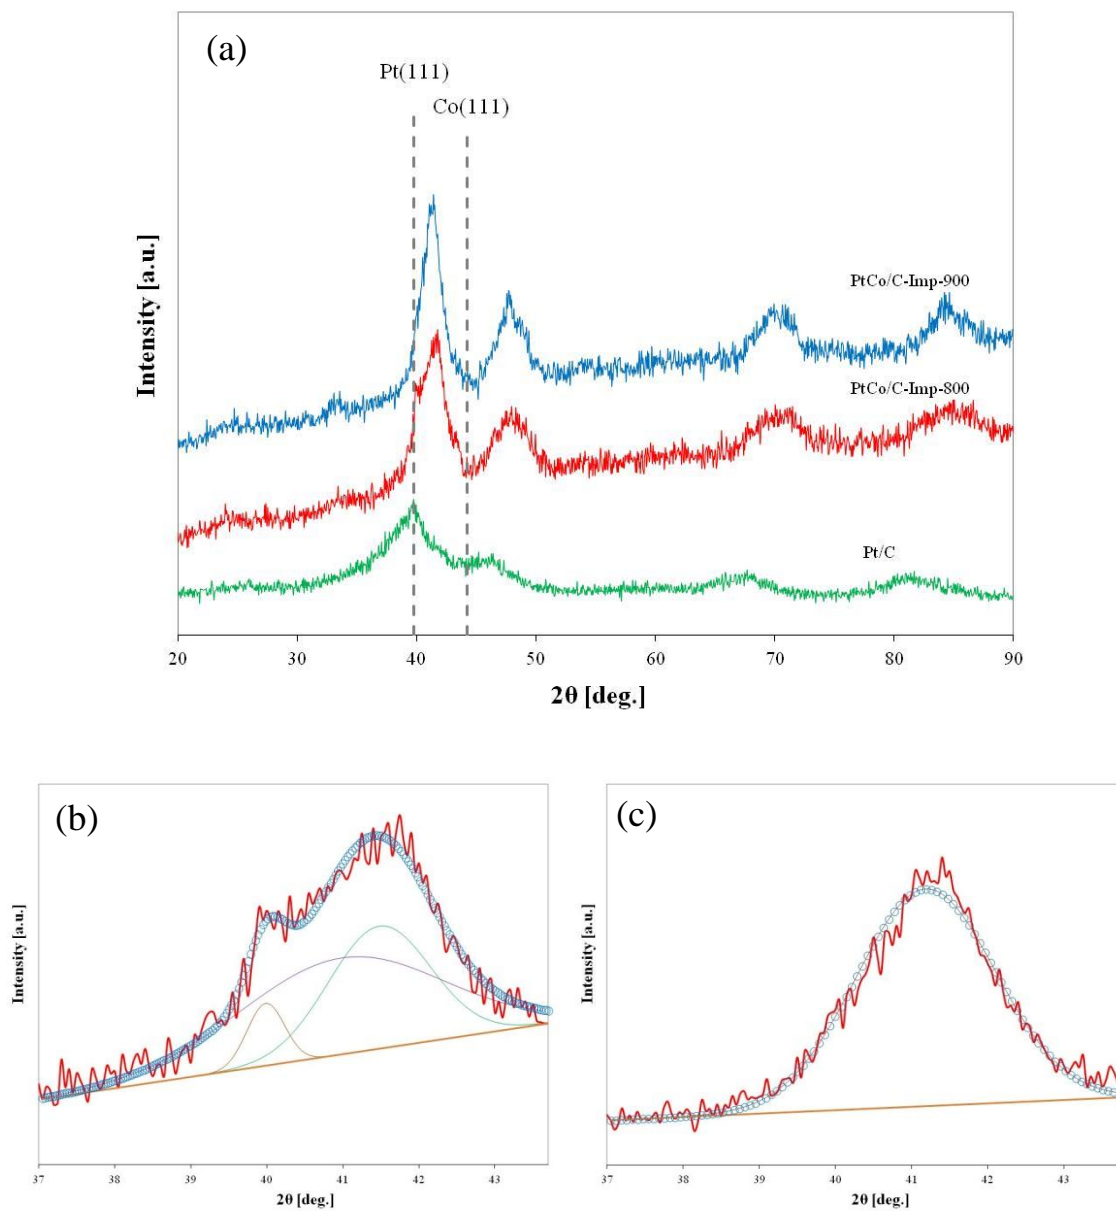 (a)
Pt(111)
Co(111)
Intensity [a.u.]
PtCo/C-Imp-900
PtCo/C-Imp-800
Pt/C
20 30 40 50 60 70 80 90
2θ [deg.]
(b)
Intensity [a.u.]
37 38 39 40 41 42 43
2θ [deg.]
(c)
Intensity [a.u.]
37 38 39 40 41 42 43
2θ [deg.]